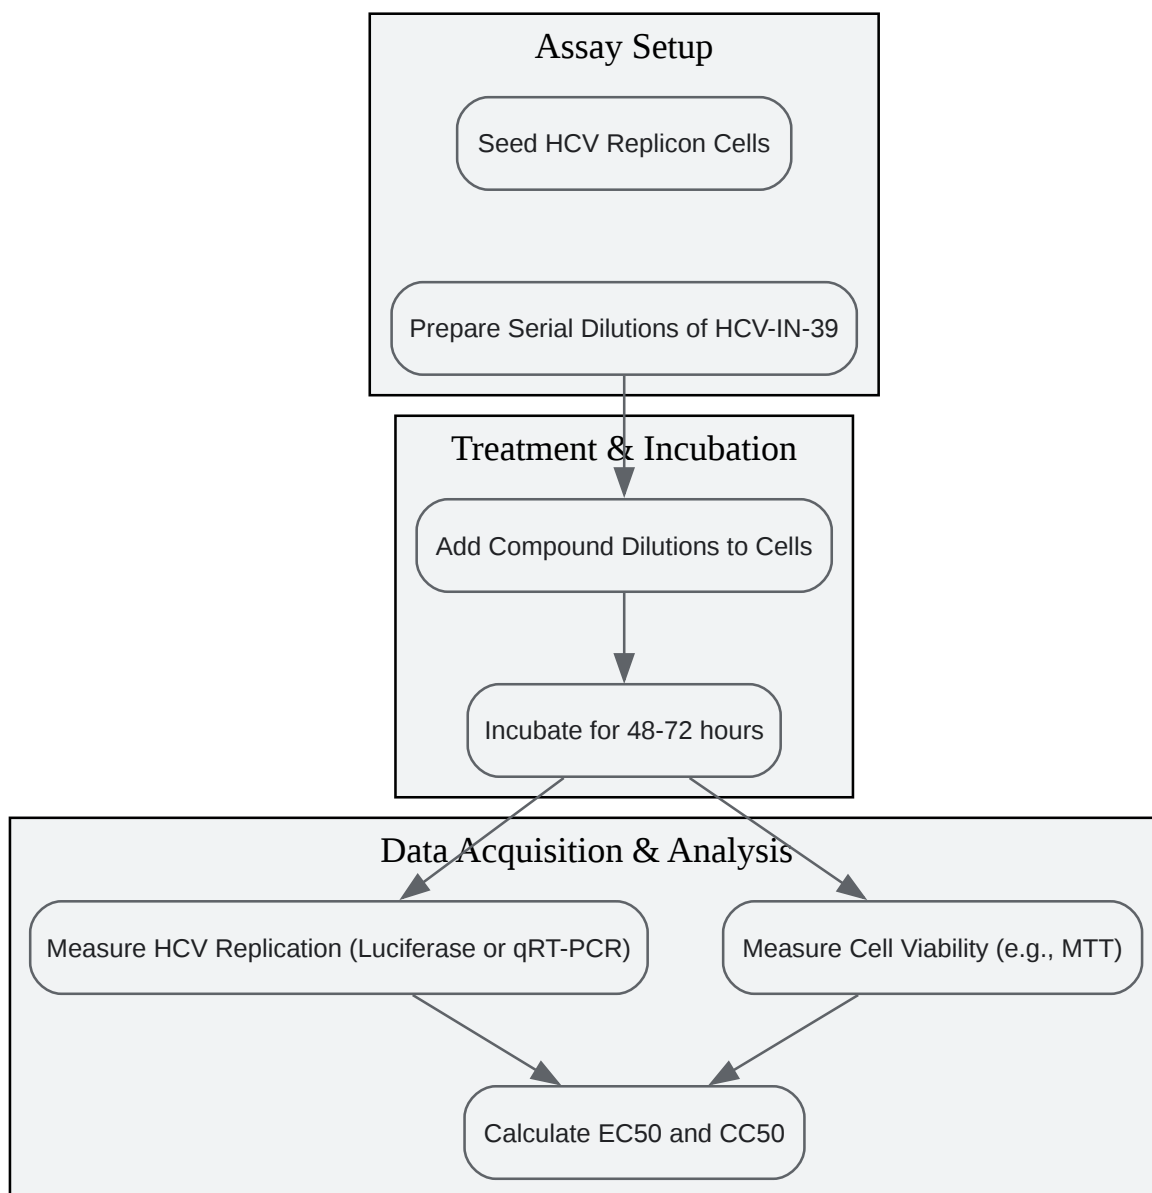 Assay Setup
Seed HCV Replicon Cells
Prepare Serial Dilutions of HCV-IN-39
Treatment & Incubation
Add Compound Dilutions to Cells
Incubate for 48-72 hours
Data Acquisition & Analysis
Measure HCV Replication (Luciferase or qRT-PCR)
Measure Cell Viability (e.g., MTT)
Calculate EC50 and CC50